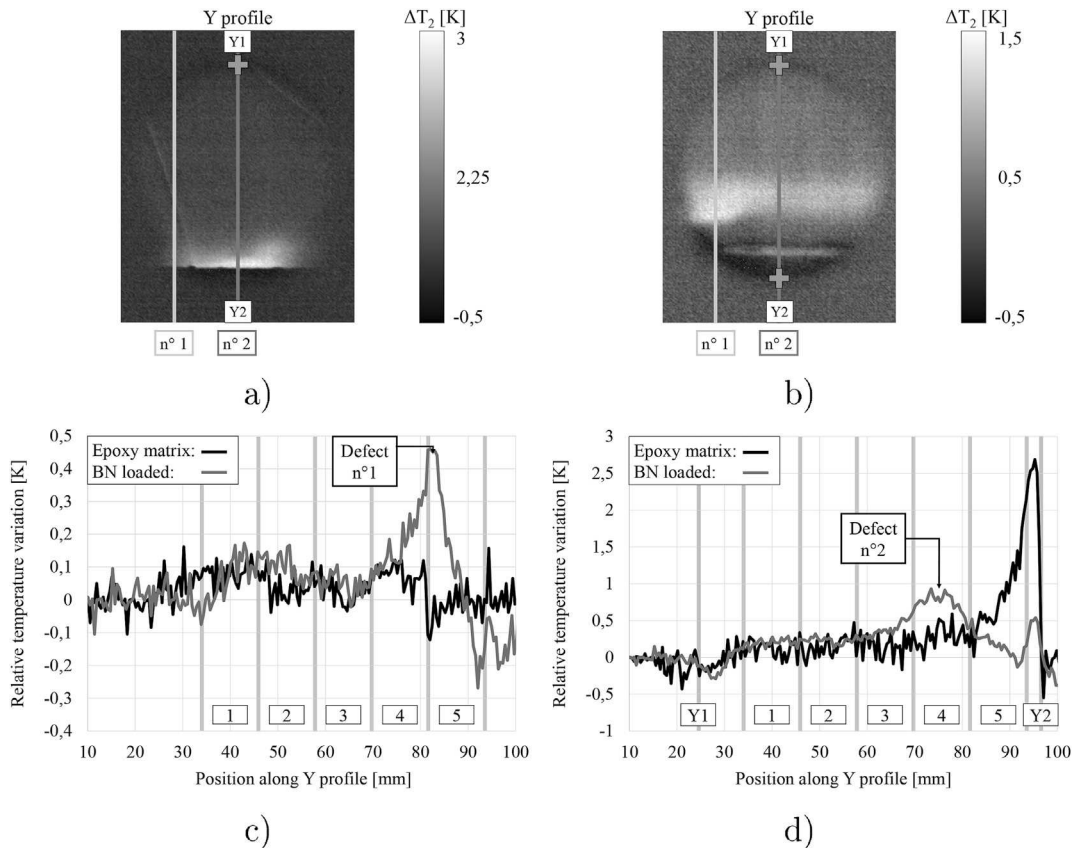 Y profile
ΔT2 [K]
Y1
3
2,25
-0,5
Y2
n° 1
n° 2
a)
Y profile
ΔT2 [K]
Y1
1,5
0,5
-0,5
Y2
n° 1
n° 2
b)
Relative temperature variation [K]
0,5
0,4
0,3
0,2
0,1
0
-0,1
-0,2
-0,3
-0,4
Epoxy matrix:
BN loaded:
Defect
n°1
1 2 3 4 5
10 20 30 40 50 60 70 80 90 100
Position along Y profile [mm]
c)
Relative temperature variation [K]
3
2,5
2
1,5
1
0,5
0
-0,5
-1
Epoxy matrix:
BN loaded:
Defect
n°2
Y1 1 2 3 4 5 Y2
10 20 30 40 50 60 70 80 90 100
Position along Y profile [mm]
d)